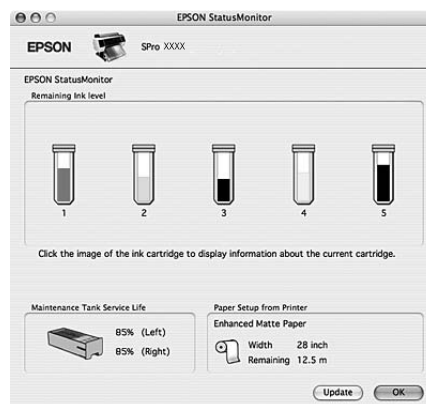 EPSON StatusMonitor
EPSON SPro XXXX
EPSON StatusMonitor
Remaining Ink level
1 2 3 4 5
Click the image of the ink cartridge to display information about the current cartridge.
Maintenance Tank Service Life
85% (Left)
85% (Right)
Paper Setup from Printer
Enhanced Matte Paper
Width 28 inch
Remaining 12.5 m
Update OK